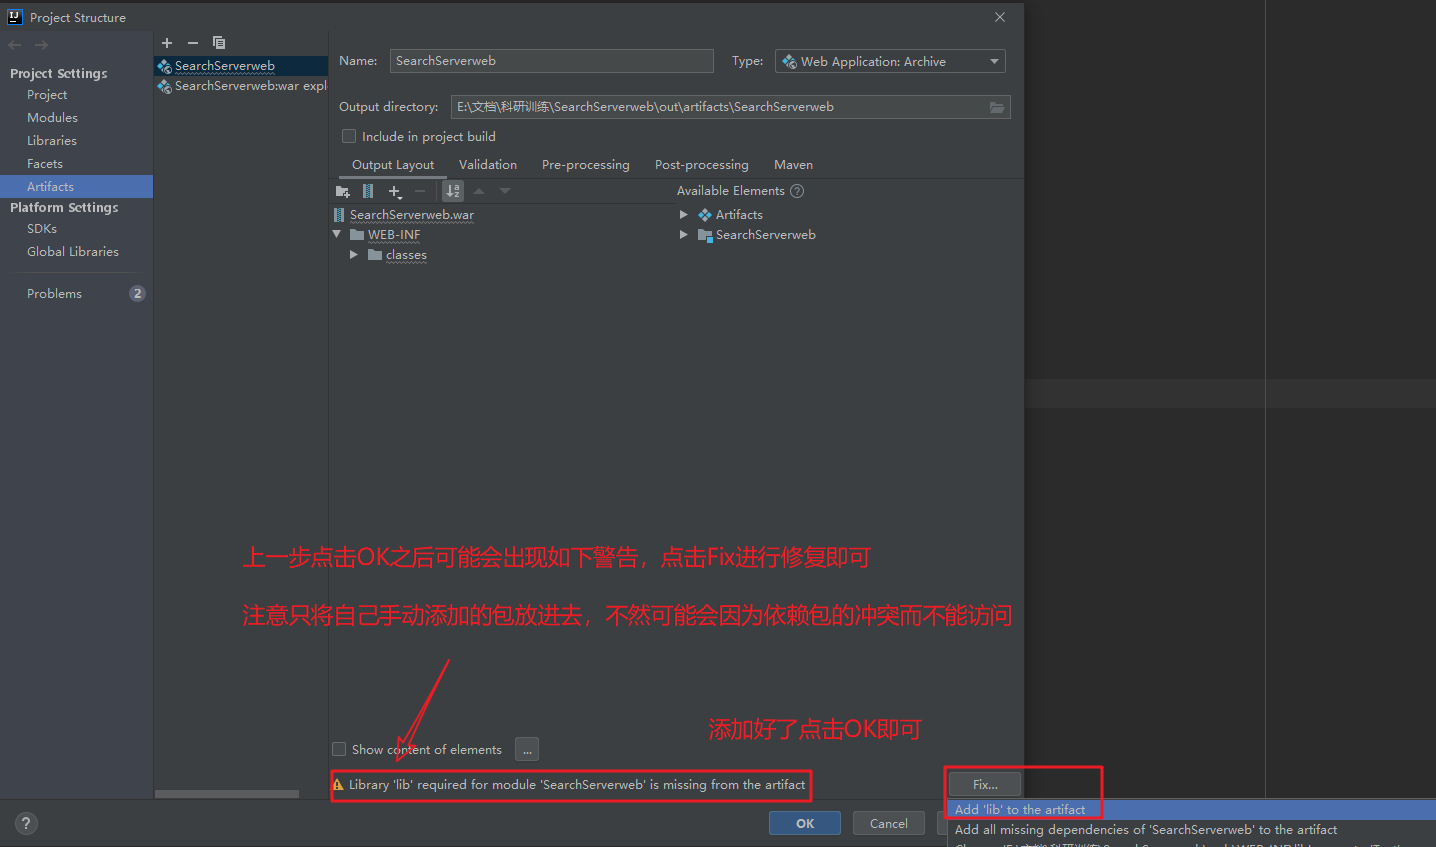 Project Structure
Project Settings
Project
Modules
Libraries
Facets
Artifacts
Platform Settings
SDKs
Global Libraries
Problems 2
SearchServerweb
SearchServerweb:war expl
Name: SearchServerweb Type: Web Application: Archive
Output directory: E:\文档\科研训练\SearchServerweb\out\artifacts\SearchServerweb
Include in project build
Output Layout Validation Pre-processing Post-processing Maven
Available Elements ?
SearchServerweb.war
WEB-INF
classes
Artifacts
SearchServerweb
上一步点击OK之后可能会出现如下警告，点击Fix进行修复即可
注意只将自己手动添加的包放进去，不然可能会因为依赖包的冲突而不能访问
添加好了点击OK即可
Show content of elements ...
Library 'lib' required for module 'SearchServerweb' is missing from the artifact
Fix...
Add 'lib' to the artifact
Add all missing dependencies of 'SearchServerweb' to the artifact
? OK Cancel